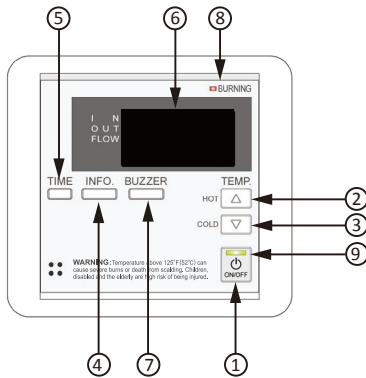 ⑤ ⑥ ⑧
BURNING
I N
O U T
FLOW
TIME INFO. BUZZER TEMP.
HOT ②
COLD ③
WARNING: Temperature above 125°F(52°C) can
cause severe burns or death from scalding. Children,
disabled and the elderly are high risk of being injured.
⑨
ON/OFF
④ ⑦ ①